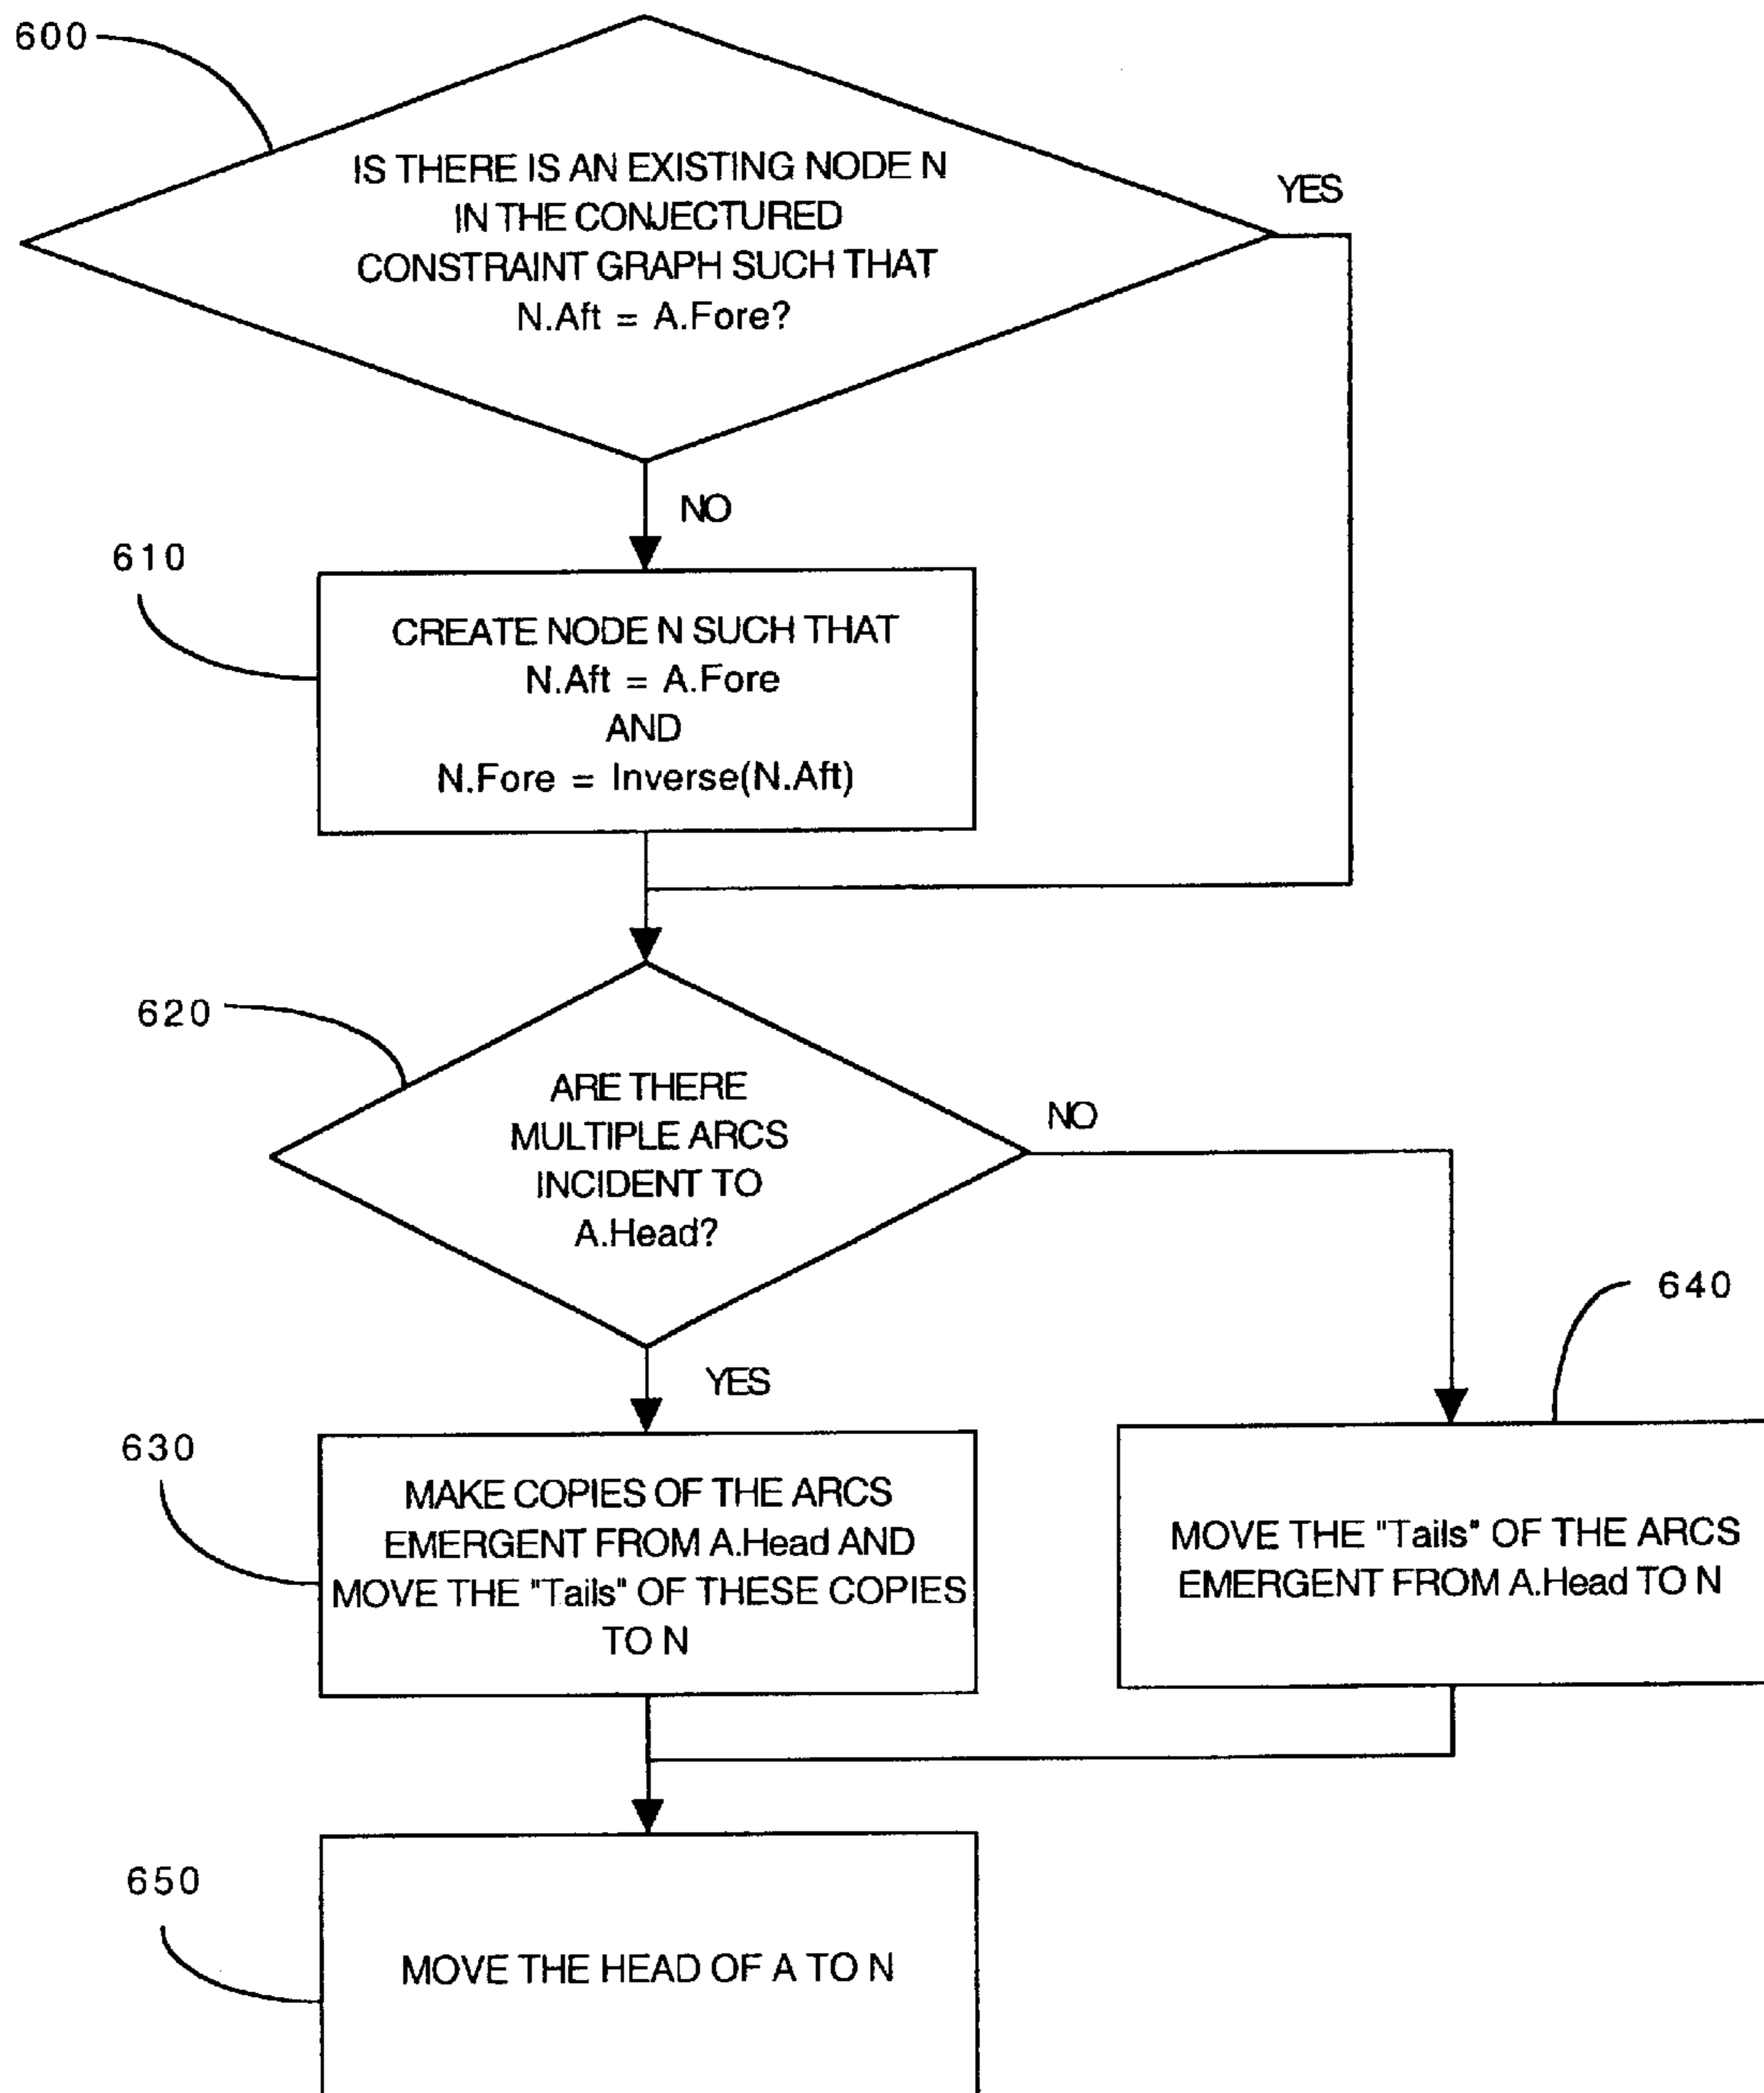 600
IS THERE IS AN EXISTING NODE N
IN THE CONJECTURED
CONSTRAINT GRAPH SUCH THAT
N.Aft = A.Fore?
YES
NO
610
CREATE NODE N SUCH THAT
N.Aft = A.Fore
AND
N.Fore = Inverse(N.Aft)
620
ARE THERE
MULTIPLE ARCS
INCIDENT TO
A.Head?
NO
YES
640
630
MAKE COPIES OF THE ARCS
EMERGENT FROM A.Head AND
MOVE THE "Tails" OF THESE COPIES
TO N
MOVE THE "Tails" OF THE ARCS
EMERGENT FROM A.Head TO N
650
MOVE THE HEAD OF A TO N